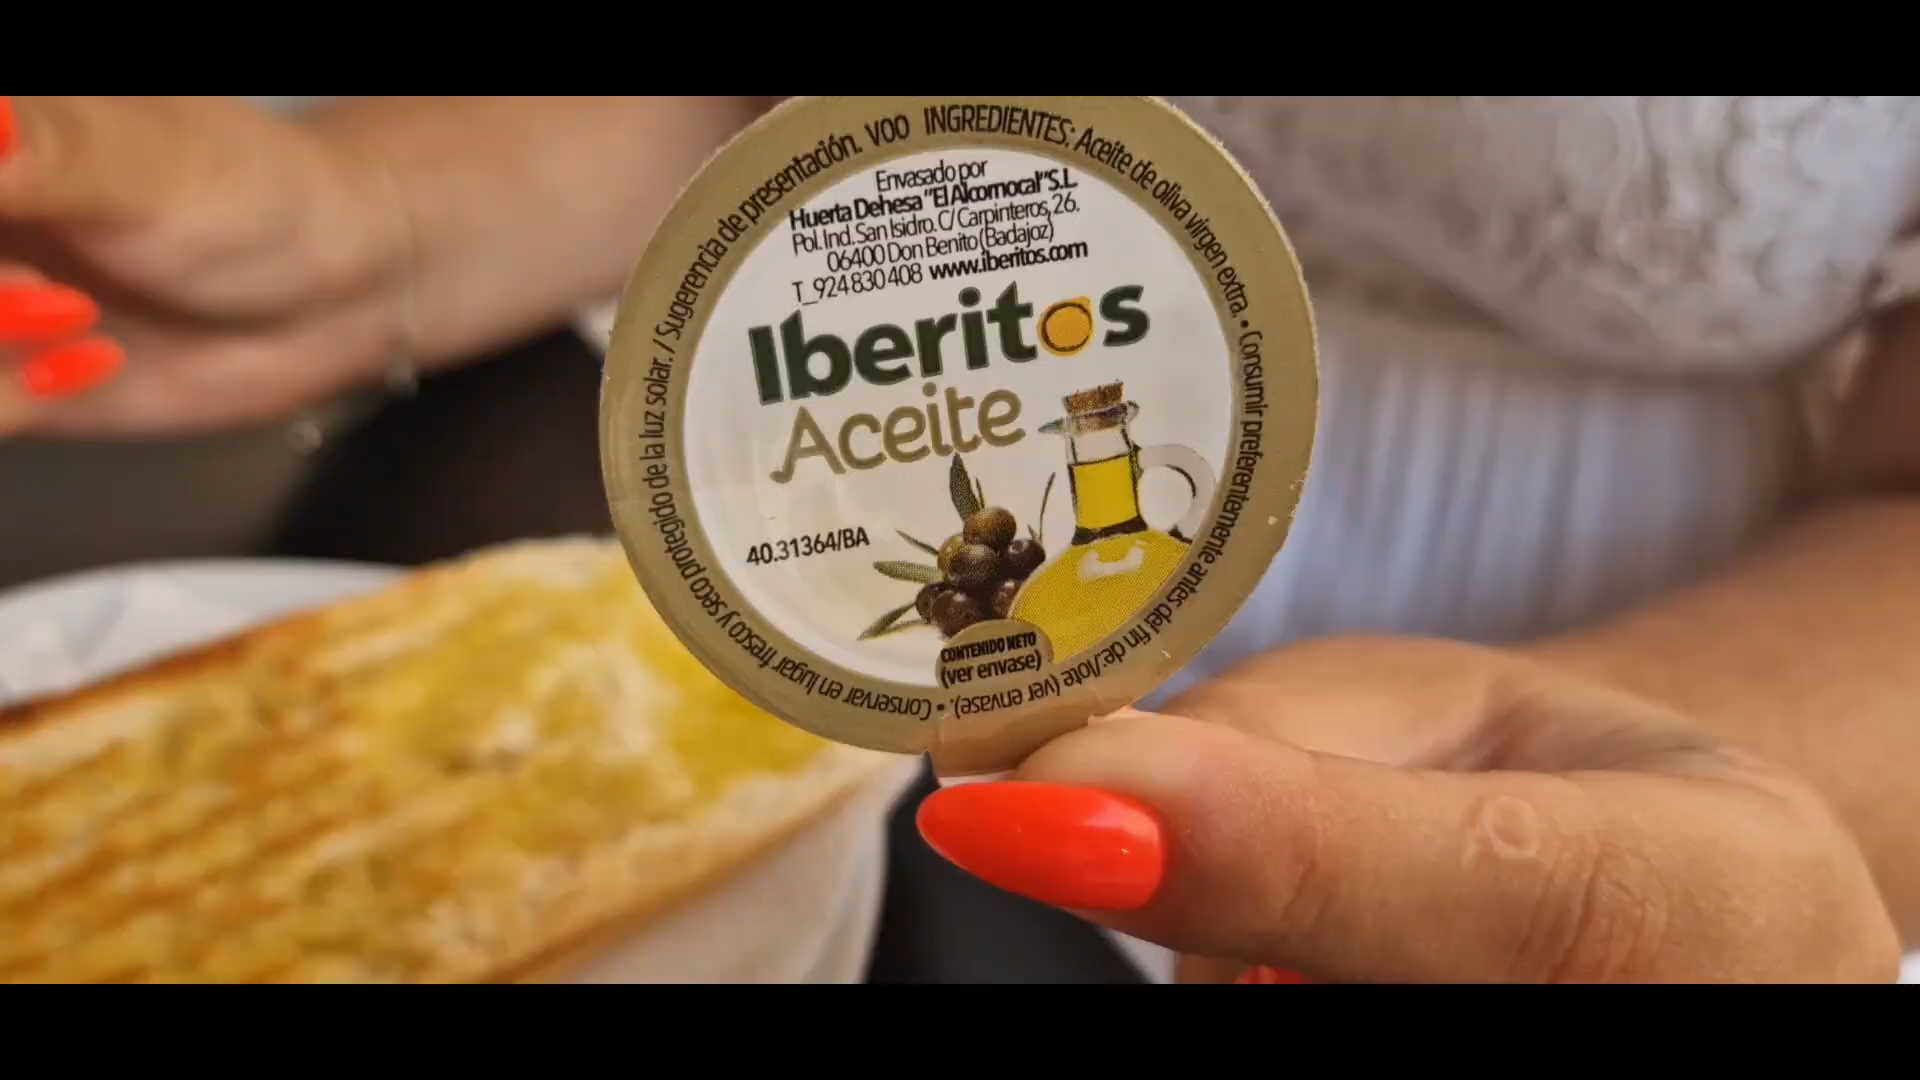 INGREDIENTES: Aceite de oliva virgen extra. • Consumir preferentemente antes del fin de:/lote (ver envase). • Conservar en lugar fresco y seco protegido de la luz solar. / Sugerencia de presentación. VOO
Envasado por
Huerta Dehesa "El Alcornocal" S.L
Pol. Ind. San Isidro. C/ Carpinteros, 26.
06400 Don Benito (Badajoz)
T_924 830 408 www.iberitos.com
Iberitos
Aceite
40.31364/BA
CONTENIDO NETO
(ver envase)